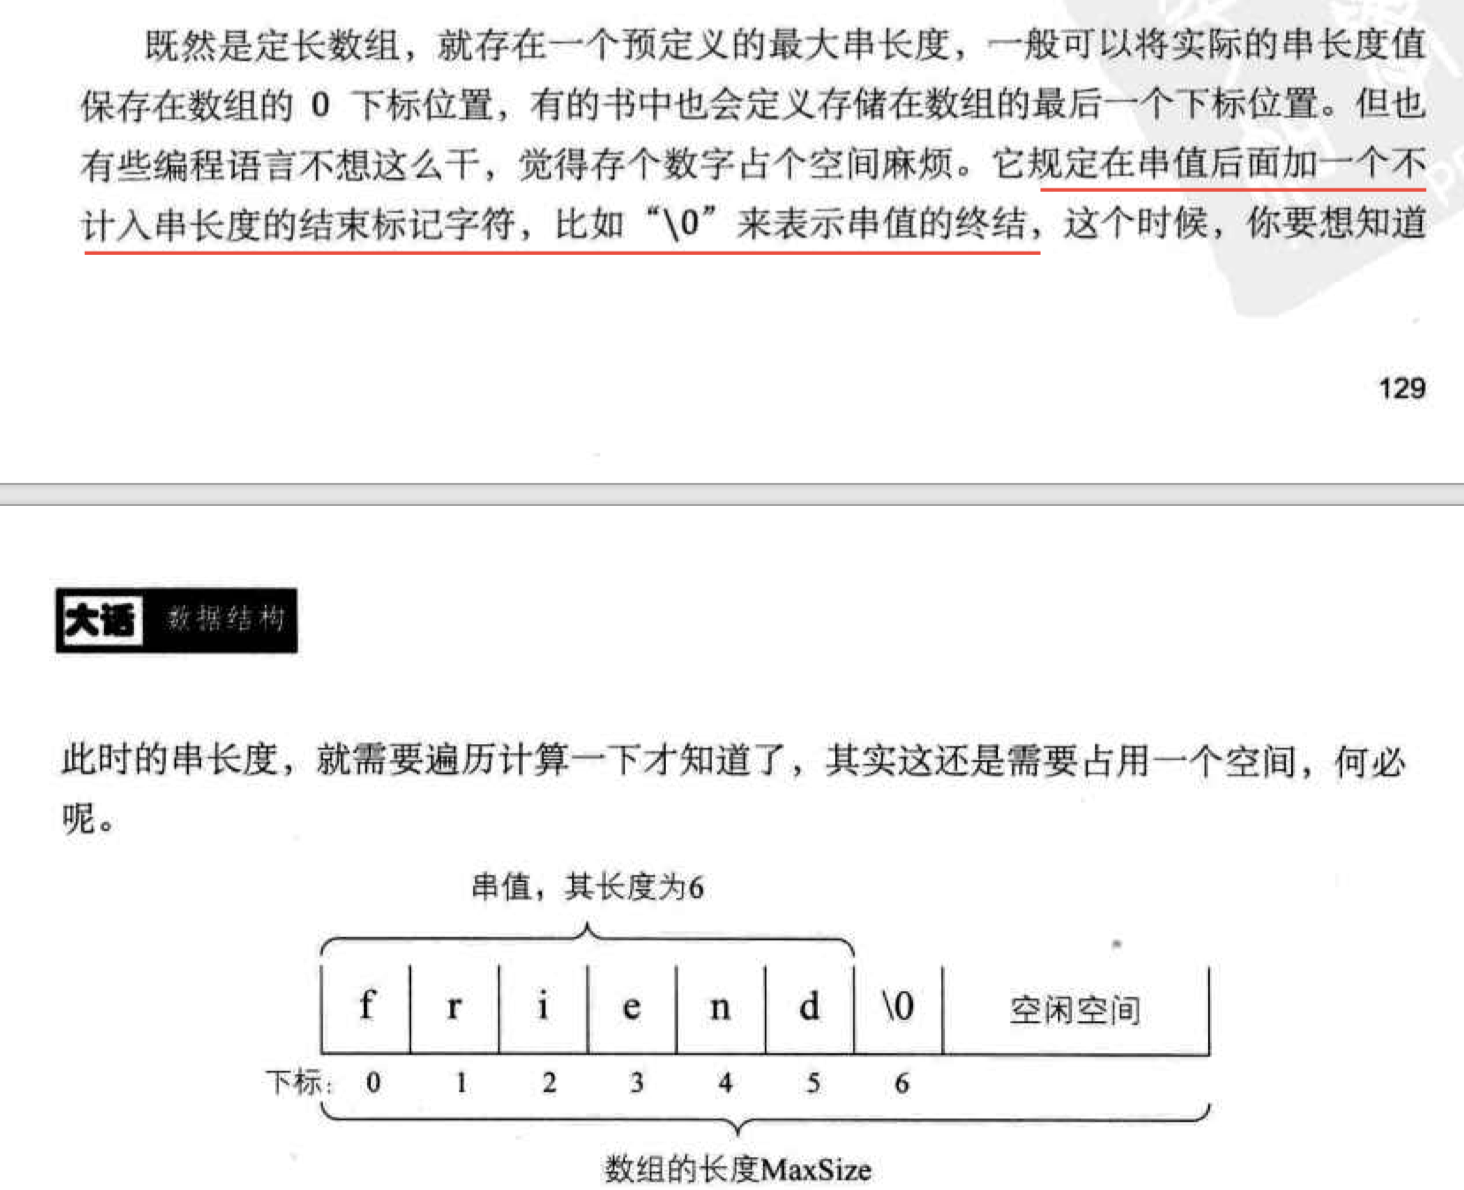 既然是定长数组，就存在一个预定义的最大串长度，一般可以将实际的串长度值
保存在数组的 0 下标位置，有的书中也会定义存储在数组的最后一个下标位置。但也
有些编程语言不想这么干，觉得存个数字占个空间麻烦。它规定在串值后面加一个不
计入串长度的结束标记字符，比如“\0”来表示串值的终结，这个时候，你要想知道
129
大话 数据结构
此时的串长度，就需要遍历计算一下才知道了，其实这还是需要占用一个空间，何必
呢。
串值，其长度为6
f r i e n d \0 空闲空间
下标： 0 1 2 3 4 5 6
数组的长度MaxSize